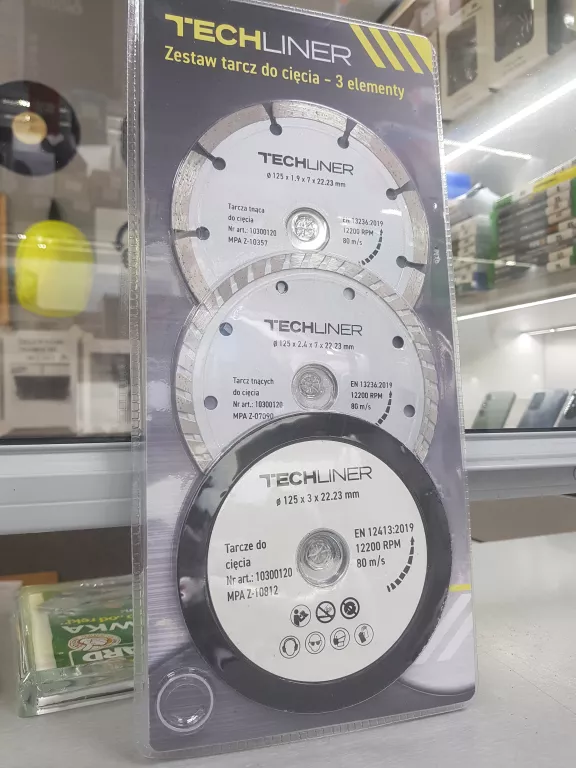 TECHLINER
Zestaw tarcz do cięcia – 3 elementy
TECHLINER
ø 125 x 1.9 x 7 x 22.23 mm
Tarcza tnąca
do cięcia
Nr art.: 10300120
MPA Z-10357
EN 13236:2019
12200 RPM
80 m/s
TECHLINER
ø 125 x 2.4 x 7 x 22.23 mm
Tarcz tnących
do cięcia
Nr art.: 10300120
MPA Z-07090
EN 13236:2019
12200 RPM
80 m/s
TECHLINER
ø 125 x 3 x 22.23 mm
Tarcze do
cięcia
Nr art.: 10300120
MPA Z-10812
EN 12413:2019
12200 RPM
80 m/s